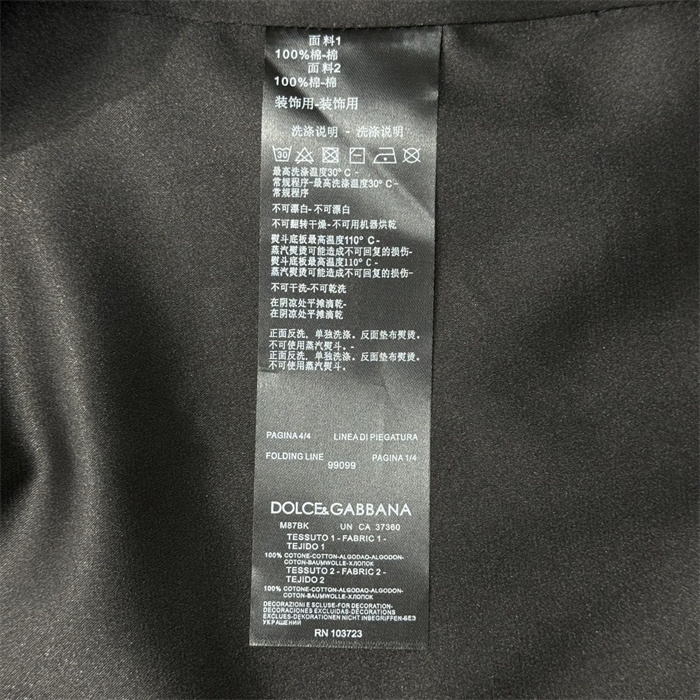 面料1
100%棉-棉
面料2
100%棉-棉
装饰用-装饰用
洗涤说明 - 洗涤说明
30
最高洗涤温度30° C -
常规程序-最高洗涤温度30° C -
常规程序
不可漂白- 不可漂白
不可翻转干燥- 不可用机器烘乾
熨斗底板最高温度110° C -
蒸汽熨烫可能造成不可回复的损伤-
熨斗底板最高温度110° C -
蒸汽熨烫可能造成不可回复的损伤-
不可干洗-不可乾洗
在阴凉处平摊滴乾-
在阴凉处平摊滴乾
正面反洗，单独洗涤。反面垫布熨烫。
不可使用蒸汽熨斗。-
正面反洗，单独洗涤。反面垫布熨烫。
不可使用蒸汽熨斗。
PAGINA 4/4 LINEA DI PIEGATURA
FOLDING LINE 99099 PAGINA 1/4
DOLCE&GABBANA
M87BK UN CA 37360
TESSUTO 1 - FABRIC 1 -
TEJIDO 1
100% COTONE-COTTON-ALGODAO-ALGODON-
COTON-BAUMWOLLE-ХЛОПОК
TESSUTO 2 - FABRIC 2 -
TEJIDO 2
100% COTONE-COTTON-ALGODAO-ALGODON-
COTON-BAUMWOLLE-ХЛОПОК
DECORAZIONI E SCLUSE-FOR DECORATION-
DECORACIONES EXCLUIDAS-DECORATIONS
EXCLUES-DEKORATIONEN NICHT INBEGRIFFEN-БЕЗ
УКРАШЕНИЙ
RN 103723